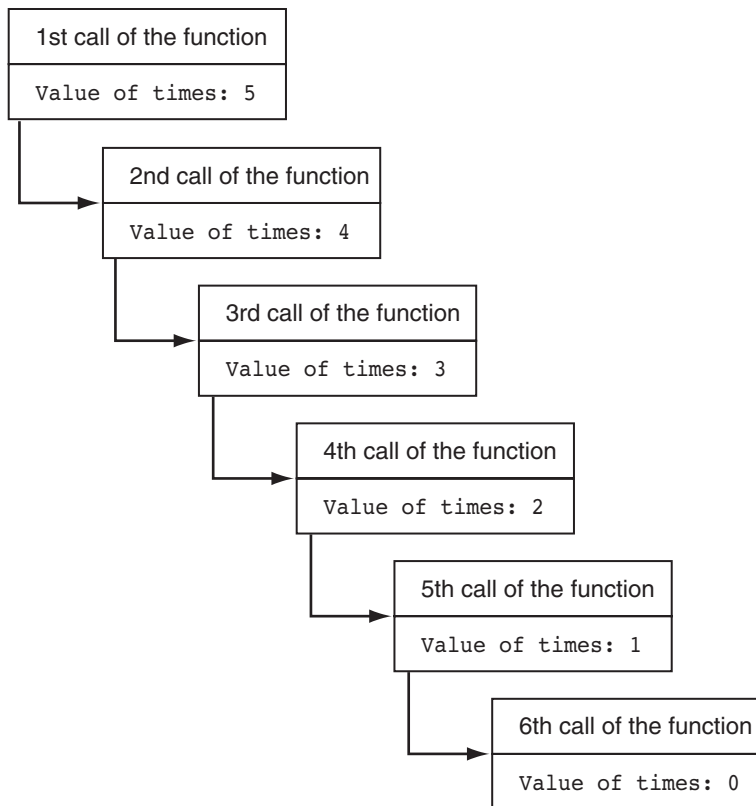 1st call of the function
Value of times: 5
2nd call of the function
Value of times: 4
3rd call of the function
Value of times: 3
4th call of the function
Value of times: 2
5th call of the function
Value of times: 1
6th call of the function
Value of times: 0